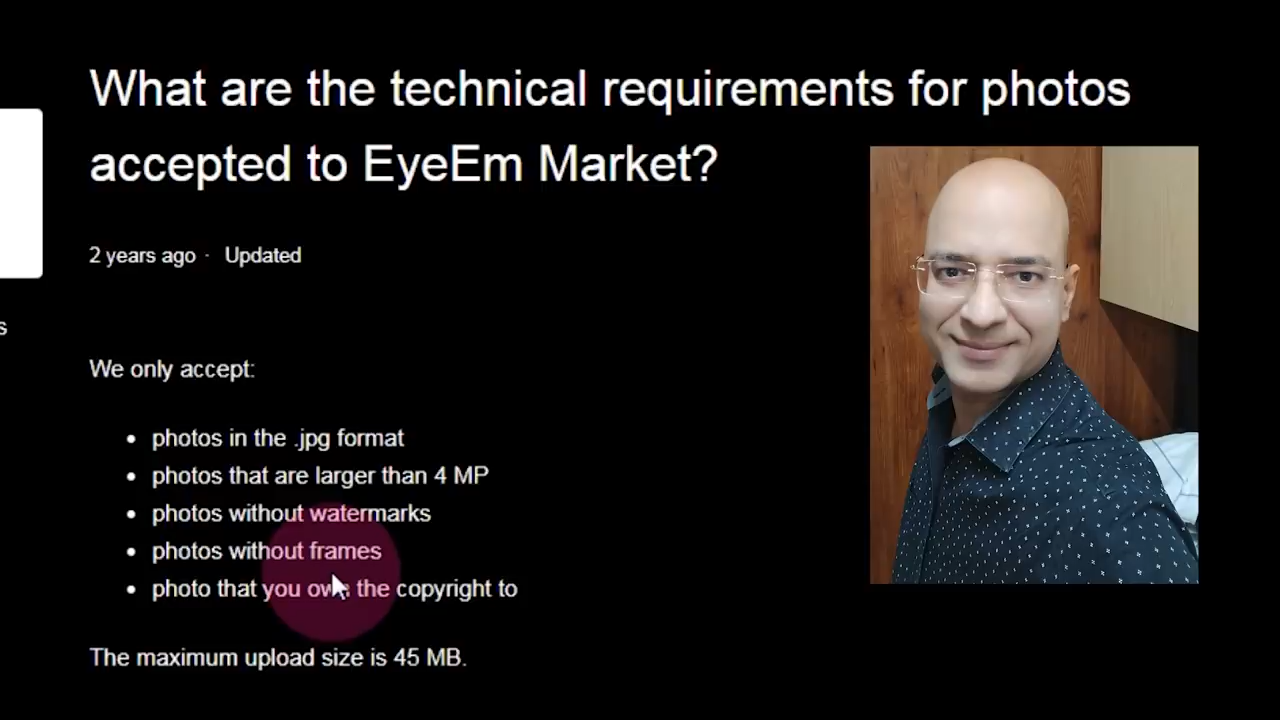 What are the technical requirements for photos
accepted to EyeEm Market?
2 years ago · Updated
s
We only accept:
• photos in the .jpg format
• photos that are larger than 4 MP
• photos without watermarks
• photos without frames
• photo that you own the copyright to
The maximum upload size is 45 MB.